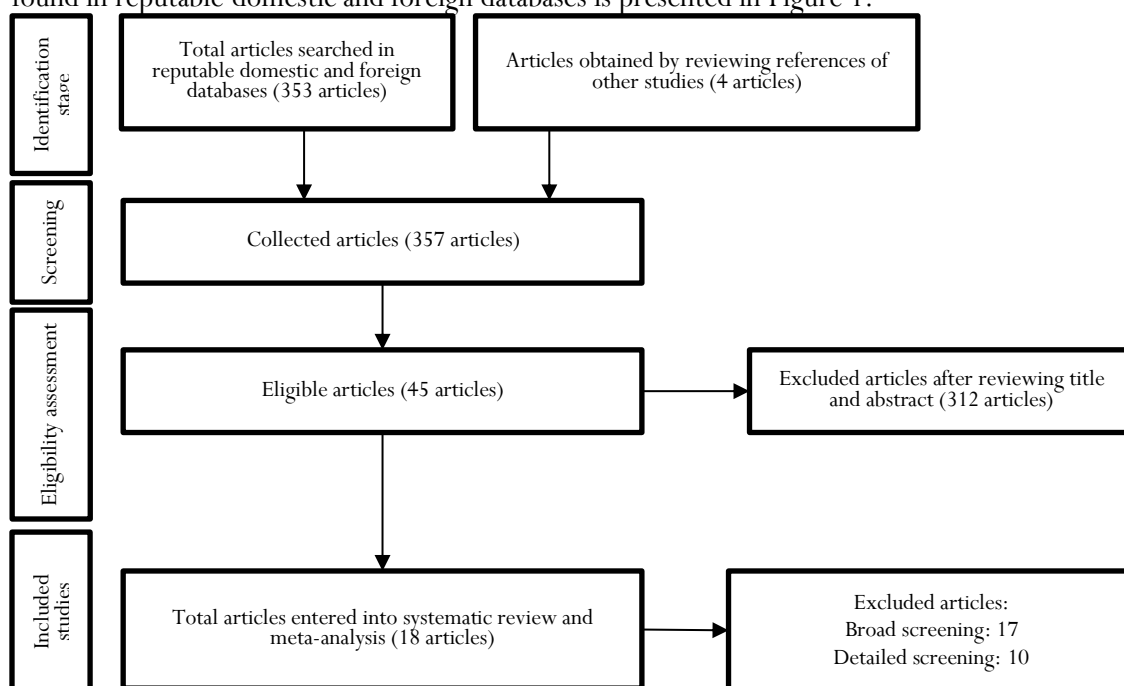 found in reputable domestic and foreign databases is presented in Figure 1.
Identification
stage
Total articles searched in
reputable domestic and foreign
databases (353 articles)
Articles obtained by reviewing references of
other studies (4 articles)
Screening
Collected articles (357 articles)
Eligibility assessment
Eligible articles (45 articles)
Excluded articles after reviewing title
and abstract (312 articles)
Included
studies
Total articles entered into systematic review and
meta-analysis (18 articles)
Excluded articles:
Broad screening: 17
Detailed screening: 10